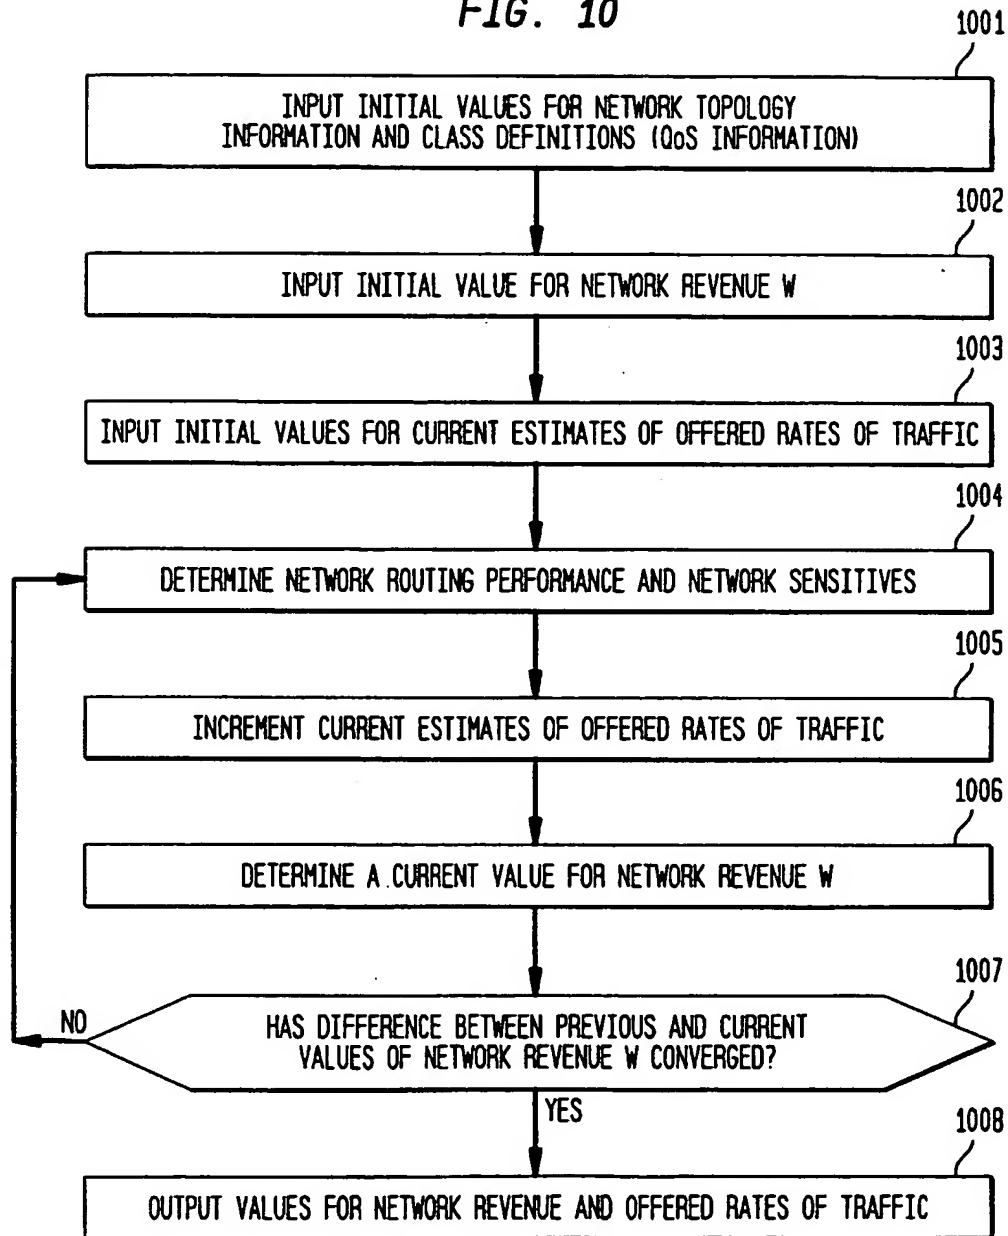 FIG. 10
1001
INPUT INITIAL VALUES FOR NETWORK TOPOLOGY
INFORMATION AND CLASS DEFINITIONS (QoS INFORMATION)
1002
INPUT INITIAL VALUE FOR NETWORK REVENUE W
1003
INPUT INITIAL VALUES FOR CURRENT ESTIMATES OF OFFERED RATES OF TRAFFIC
1004
DETERMINE NETWORK ROUTING PERFORMANCE AND NETWORK SENSITIVES
1005
INCREMENT CURRENT ESTIMATES OF OFFERED RATES OF TRAFFIC
1006
DETERMINE A CURRENT VALUE FOR NETWORK REVENUE W
1007
NO
HAS DIFFERENCE BETWEEN PREVIOUS AND CURRENT
VALUES OF NETWORK REVENUE W CONVERGED?
YES
1008
OUTPUT VALUES FOR NETWORK REVENUE AND OFFERED RATES OF TRAFFIC